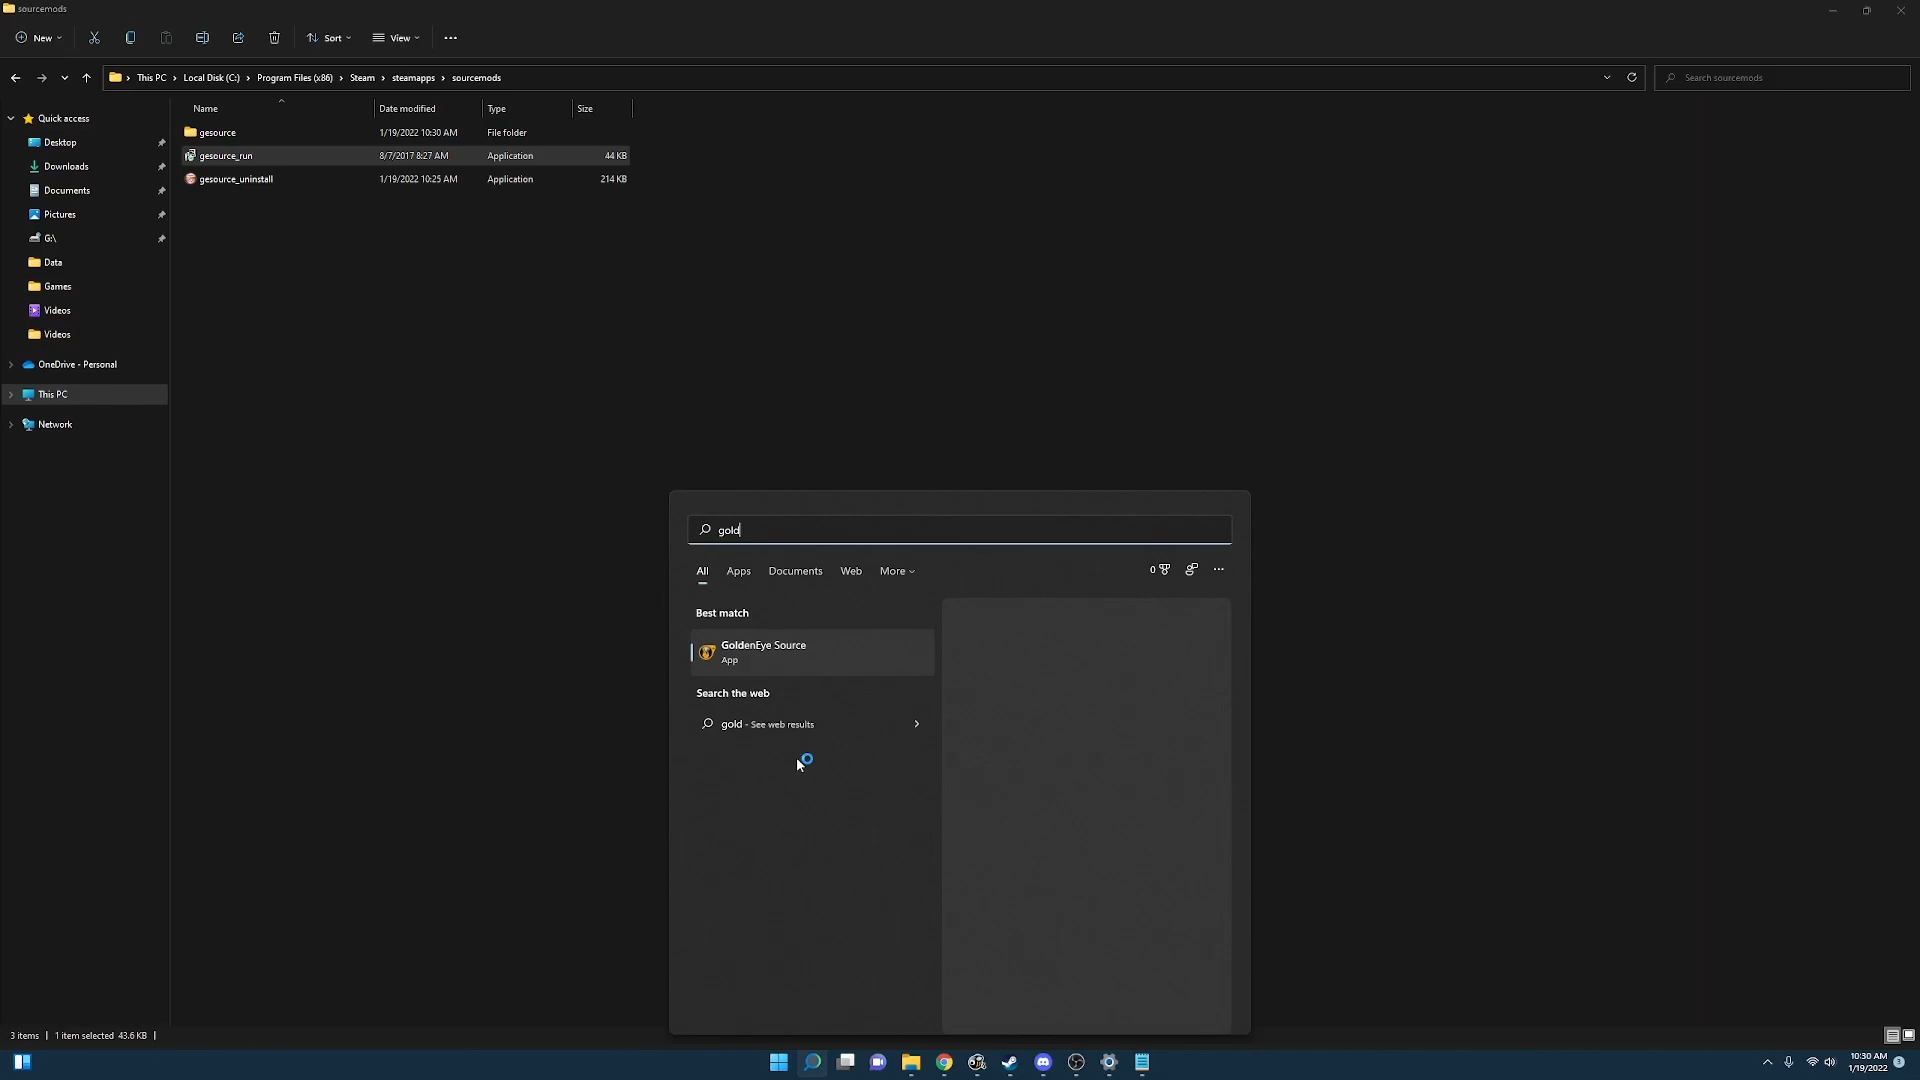 sourcemods
New
Sort
View
This PC
Local Disk (C:)
Program Files (x86)
Steam
steamapps
sourcemods
Search sourcemods
Name
Date modified
Type
Size
Quick access
Desktop
Downloads
Documents
Pictures
G:\
Data
Games
Videos
Videos
OneDrive - Personal
This PC
Network
gesource 1/19/2022 10:30 AM File folder
gesource_run 8/7/2017 8:27 AM Application 44 KB
gesource_uninstall 1/19/2022 10:25 AM Application 214 KB
gold
All Apps Documents Web More
0
Best match
GoldenEye Source
App
Search the web
gold - See web results
3 items 1 item selected 43.6 KB
10:30 AM
1/19/2022
3